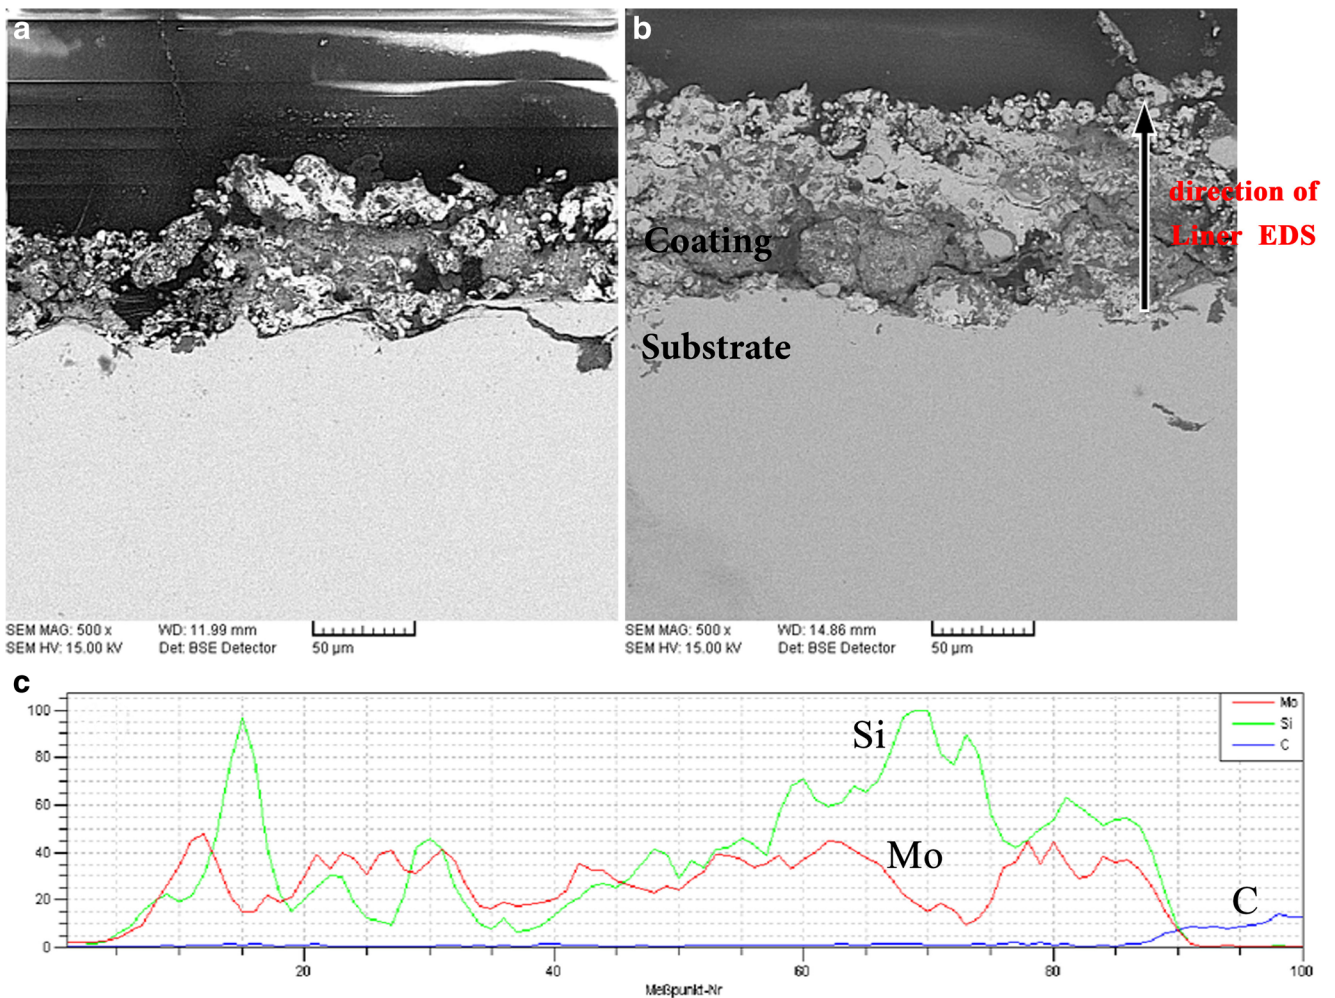 a
b
direction of
Liner EDS
Coating
Substrate
SEM MAG: 500 x WD: 11.99 mm
SEM HV: 15.00 kV Det: BSE Detector 50 µm
SEM MAG: 500 x WD: 14.86 mm
SEM HV: 15.00 kV Det: BSE Detector 50 µm
c
100
80
60
40
20
0
Si
Mo
C
Mo
Si
C
20 40 60 80 100
Meßpunkt-Nr